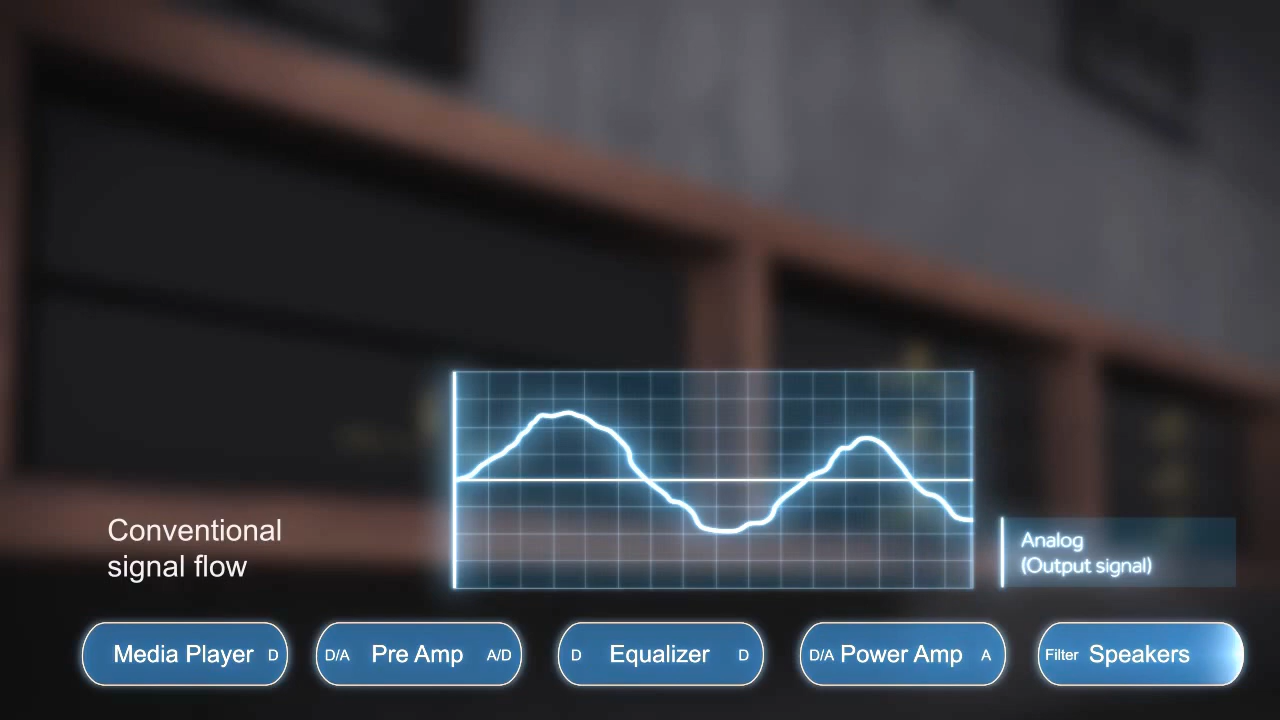 Conventional
signal flow
Analog
(Output signal)
Media Player D
D/A Pre Amp A/D
D Equalizer D
D/A Power Amp A
Filter Speakers